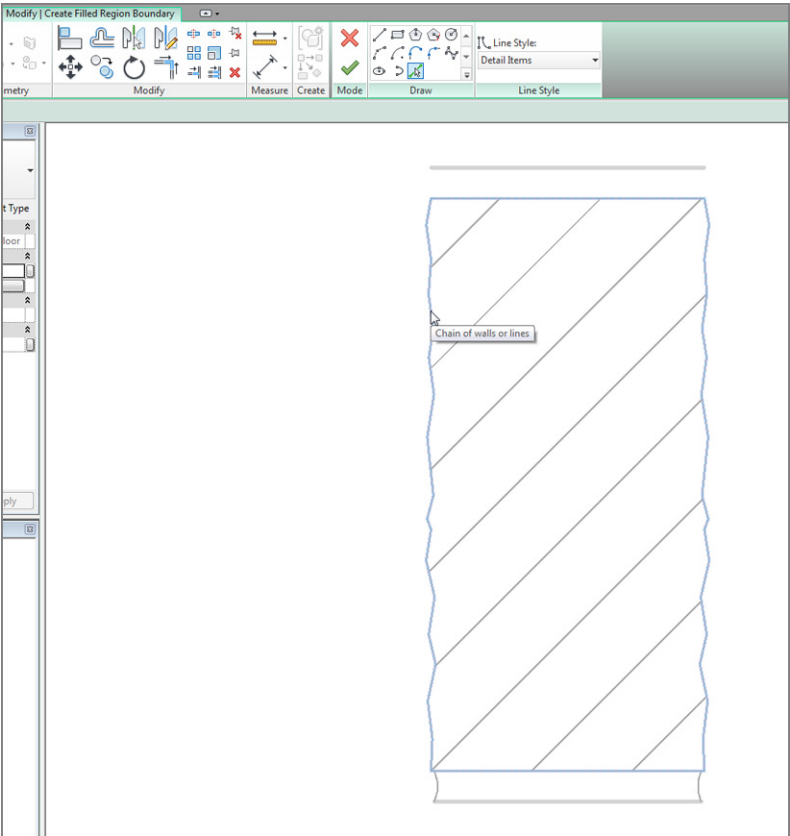 Modify | Create Filled Region Boundary
Line Style:
Detail Items
metry
Modify
Measure
Create
Mode
Draw
Line Style
t Type
loor
Chain of walls or lines
ply